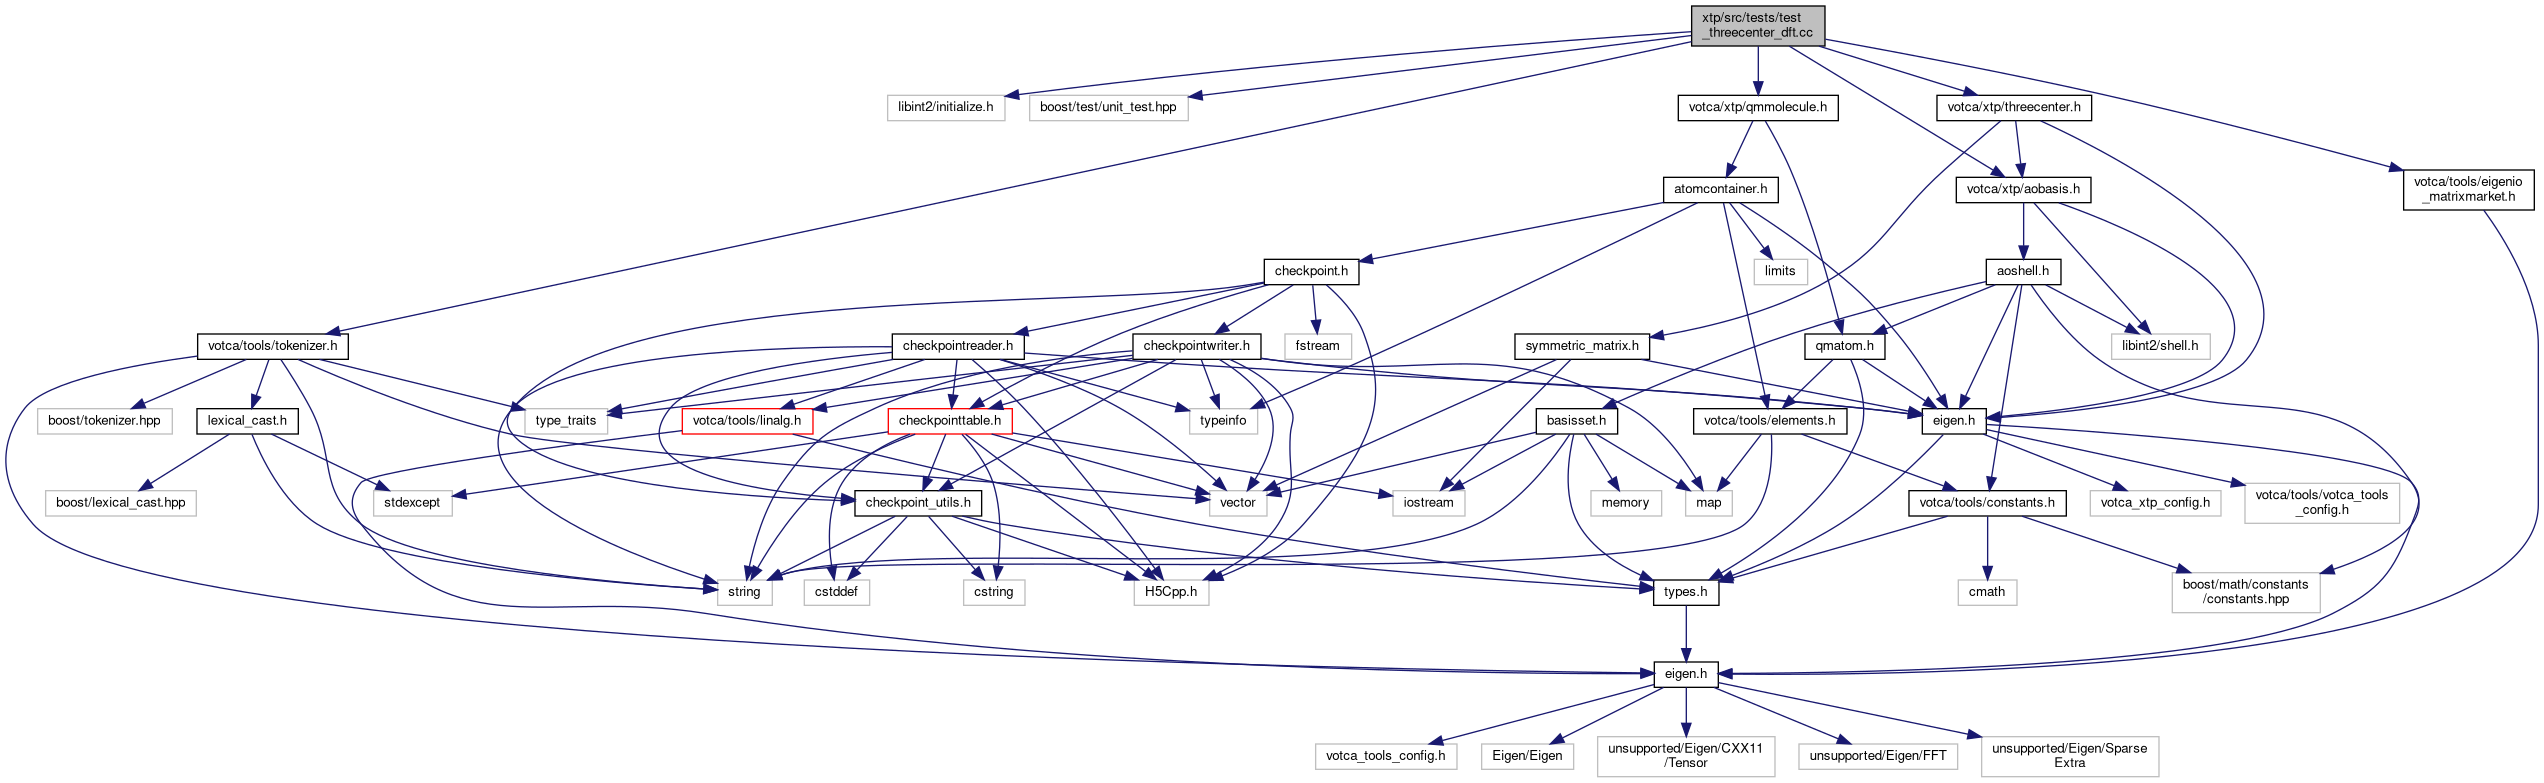 xtp/src/tests/test
_threecenter_dft.cc
libint2/initialize.h
boost/test/unit_test.hpp
votca/xtp/qmmolecule.h
votca/xtp/threecenter.h
atomcontainer.h
votca/xtp/aobasis.h
votca/tools/eigenio
_matrixmarket.h
checkpoint.h
limits
aoshell.h
votca/tools/tokenizer.h
checkpointreader.h
checkpointwriter.h
fstream
symmetric_matrix.h
qmatom.h
libint2/shell.h
boost/tokenizer.hpp
lexical_cast.h
type_traits
votca/tools/linalg.h
checkpointtable.h
typeinfo
basisset.h
votca/tools/elements.h
eigen.h
boost/lexical_cast.hpp
stdexcept
checkpoint_utils.h
vector
iostream
memory
map
votca/tools/constants.h
votca_xtp_config.h
votca/tools/votca_tools
_config.h
string
cstddef
cstring
H5Cpp.h
types.h
cmath
boost/math/constants
/constants.hpp
eigen.h
votca_tools_config.h
Eigen/Eigen
unsupported/Eigen/CXX11
/Tensor
unsupported/Eigen/FFT
unsupported/Eigen/Sparse
Extra